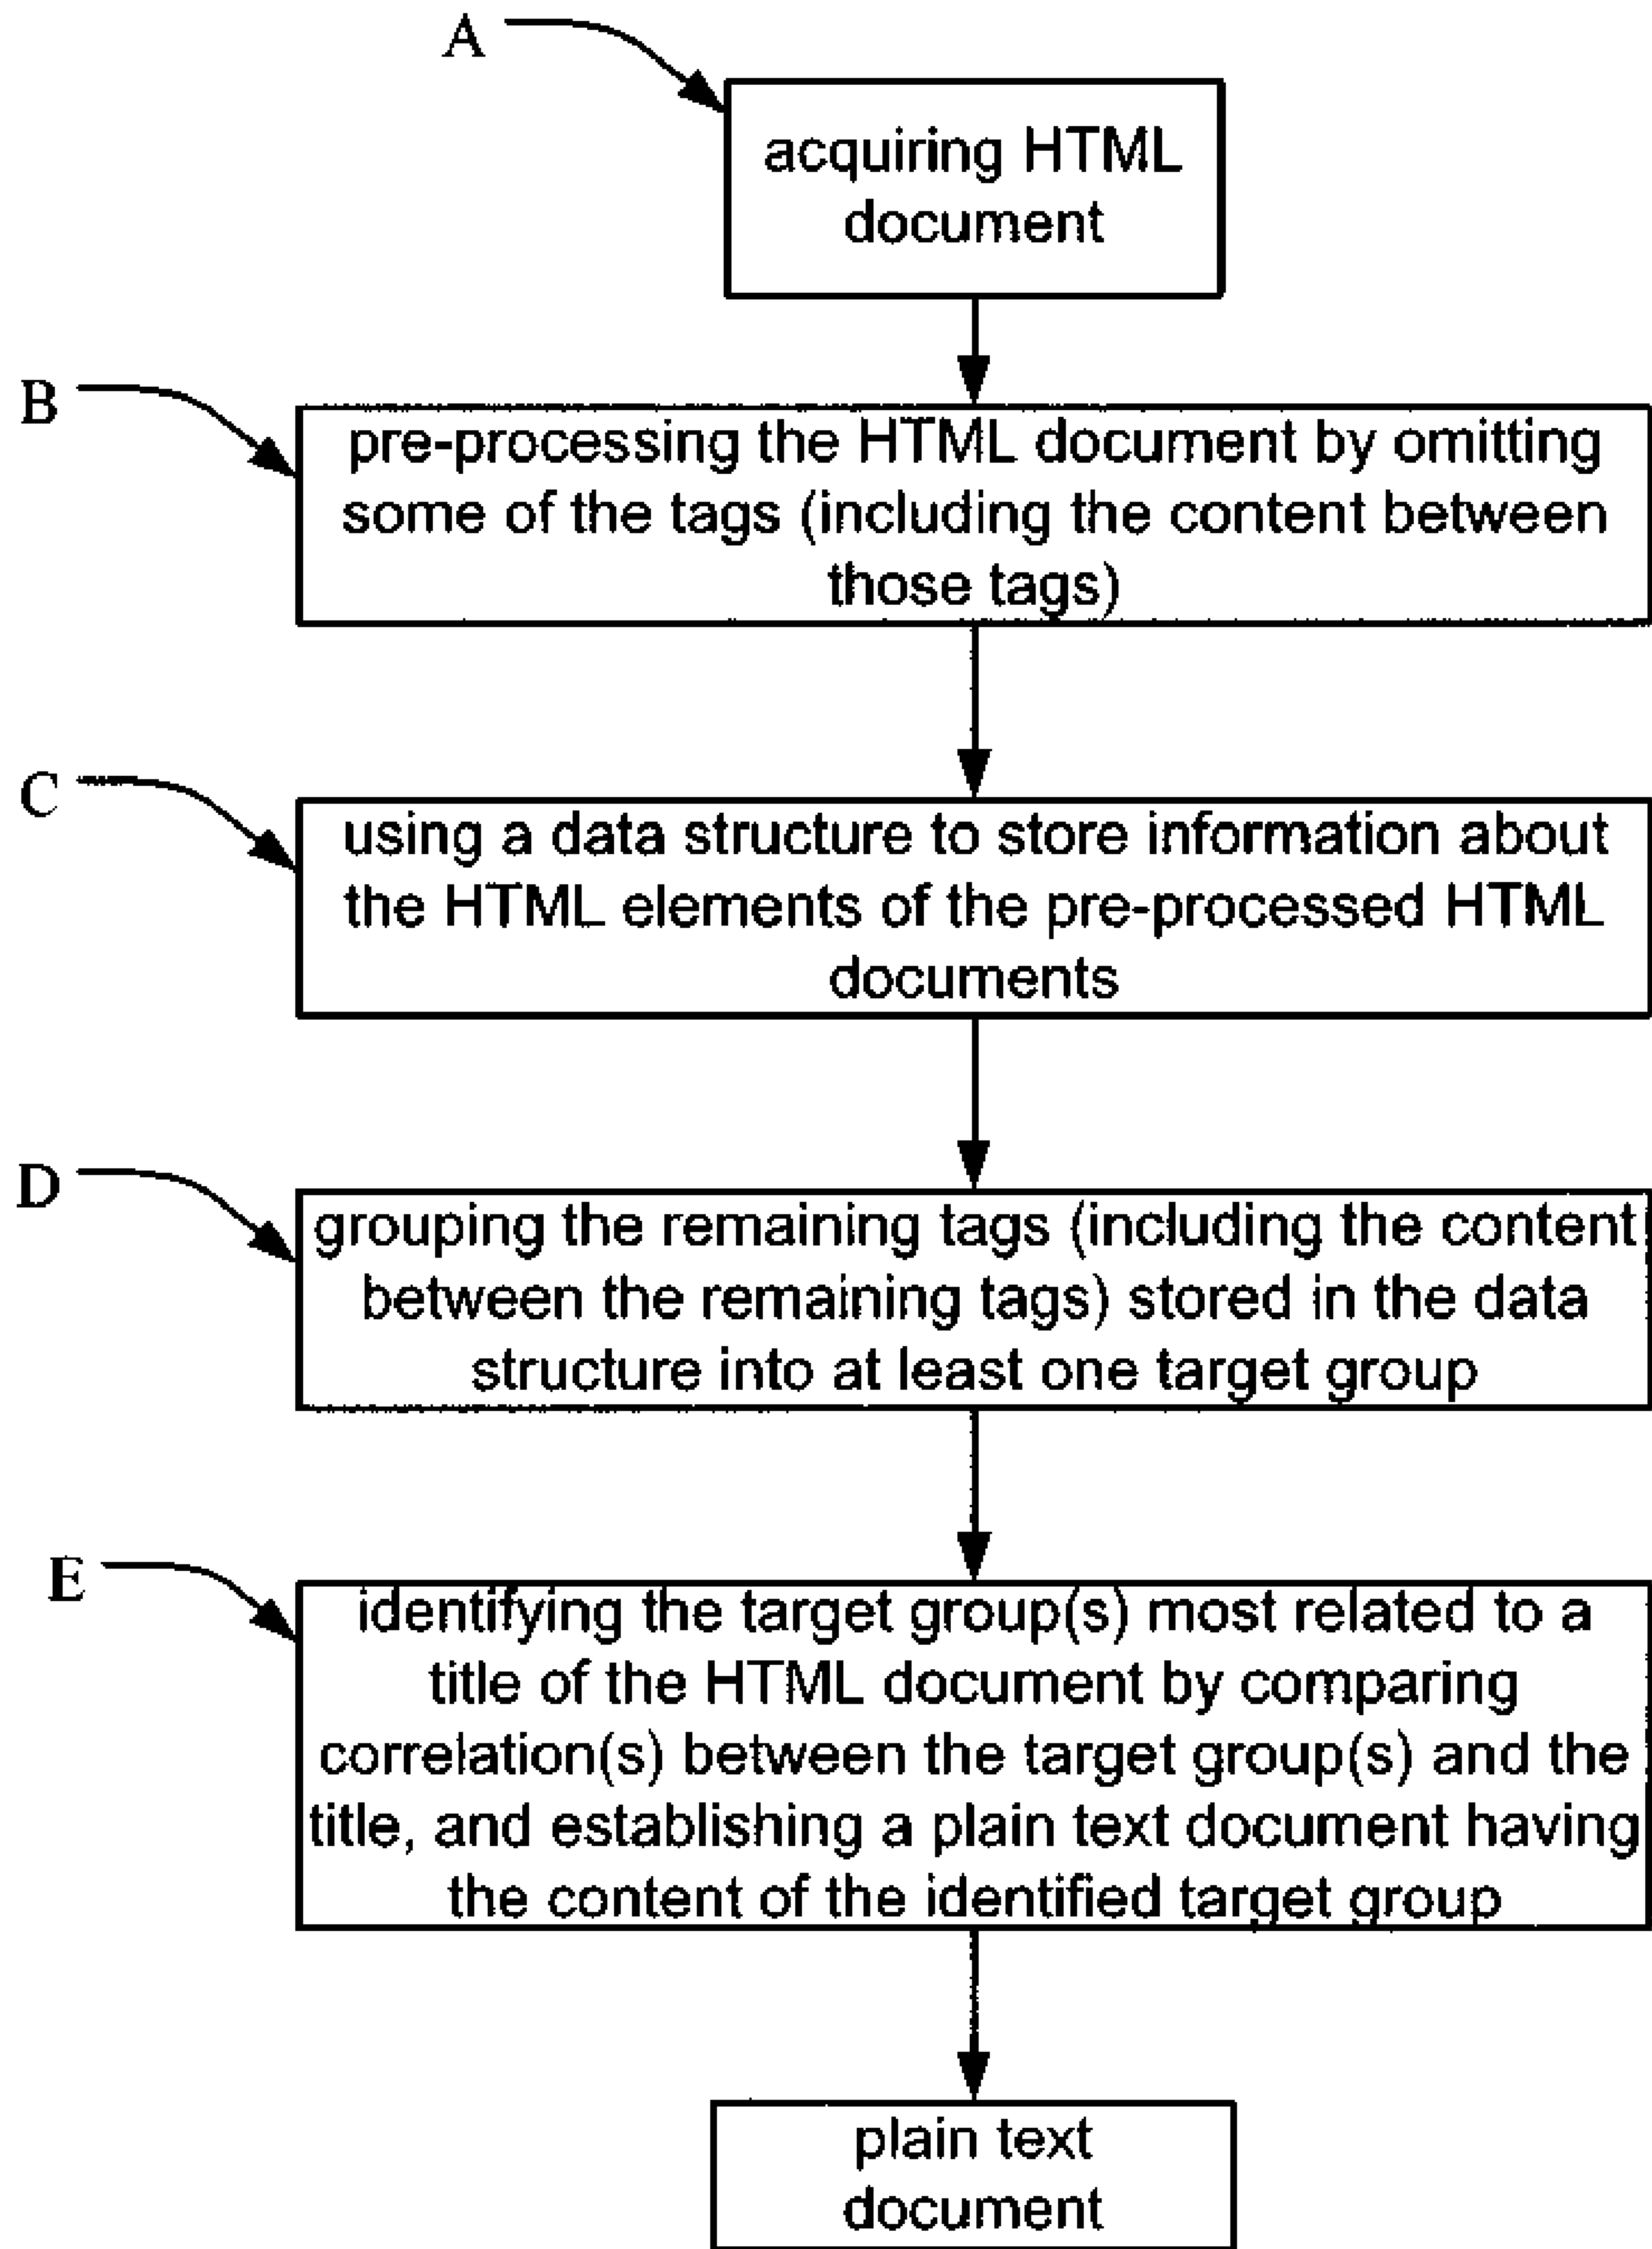 A
acquiring HTML
document
B
pre-processing the HTML document by omitting
some of the tags (including the content between
those tags)
C
using a data structure to store information about
the HTML elements of the pre-processed HTML
documents
D
grouping the remaining tags (including the content
between the remaining tags) stored in the data
structure into at least one target group
E
identifying the target group(s) most related to a
title of the HTML document by comparing
correlation(s) between the target group(s) and the
title, and establishing a plain text document having
the content of the identified target group
plain text
document